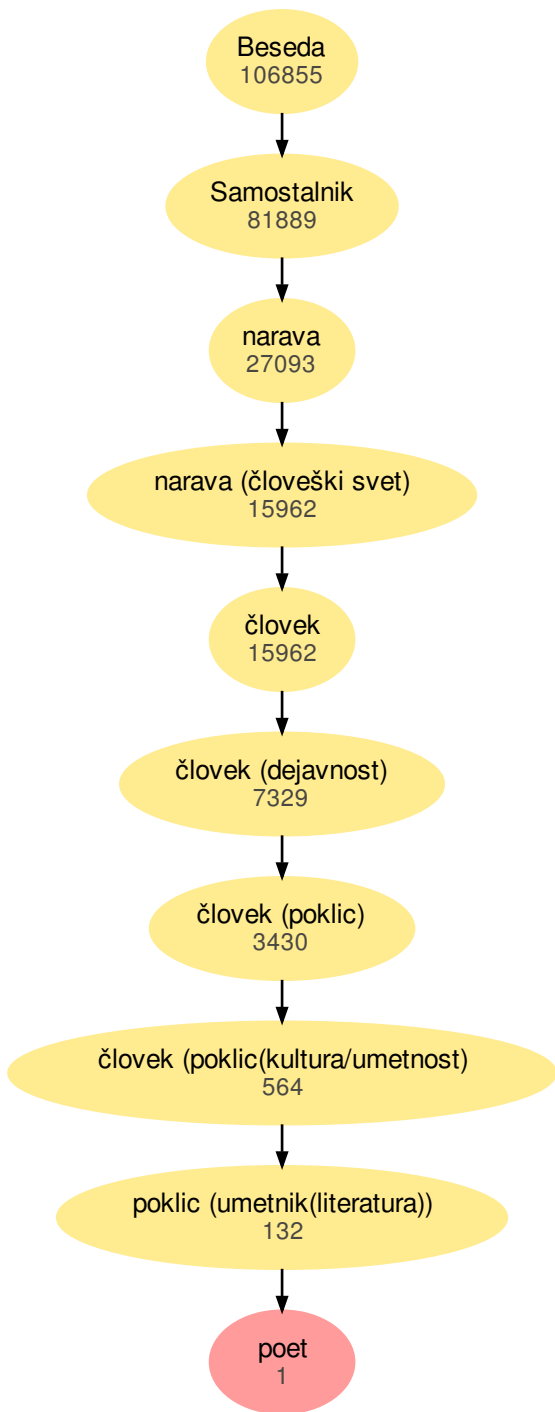 Beseda
106855
Samostalnik
81889
narava
27093
narava (človeški svet)
15962
človek
15962
človek (dejavnost)
7329
človek (poklic)
3430
človek (poklic(kultura/umetnost)
564
poklic (umetnik(literatura))
132
poet
1